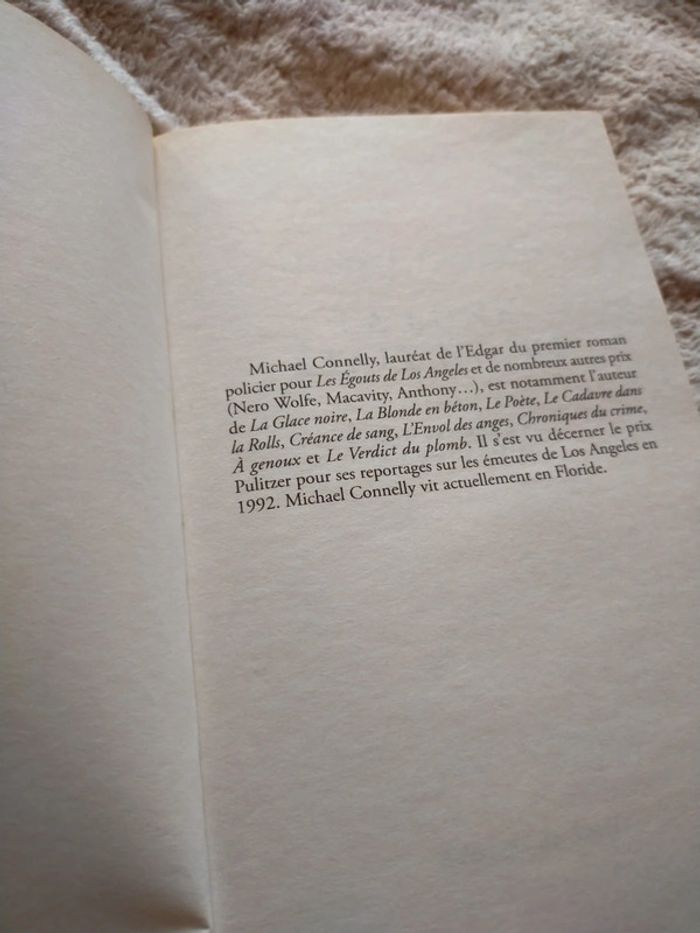 Michael Connelly, lauréat de l'Edgar du premier roman
policier pour Les Égouts de Los Angeles et de nombreux autres prix
(Nero Wolfe, Macavity, Anthony…), est notamment l'auteur
de La Glace noire, La Blonde en béton, Le Poète, Le Cadavre dans
la Rolls, Créance de sang, L'Envol des anges, Chroniques du crime,
À genoux et Le Verdict du plomb. Il s'est vu décerner le prix
Pulitzer pour ses reportages sur les émeutes de Los Angeles en
1992. Michael Connelly vit actuellement en Floride.